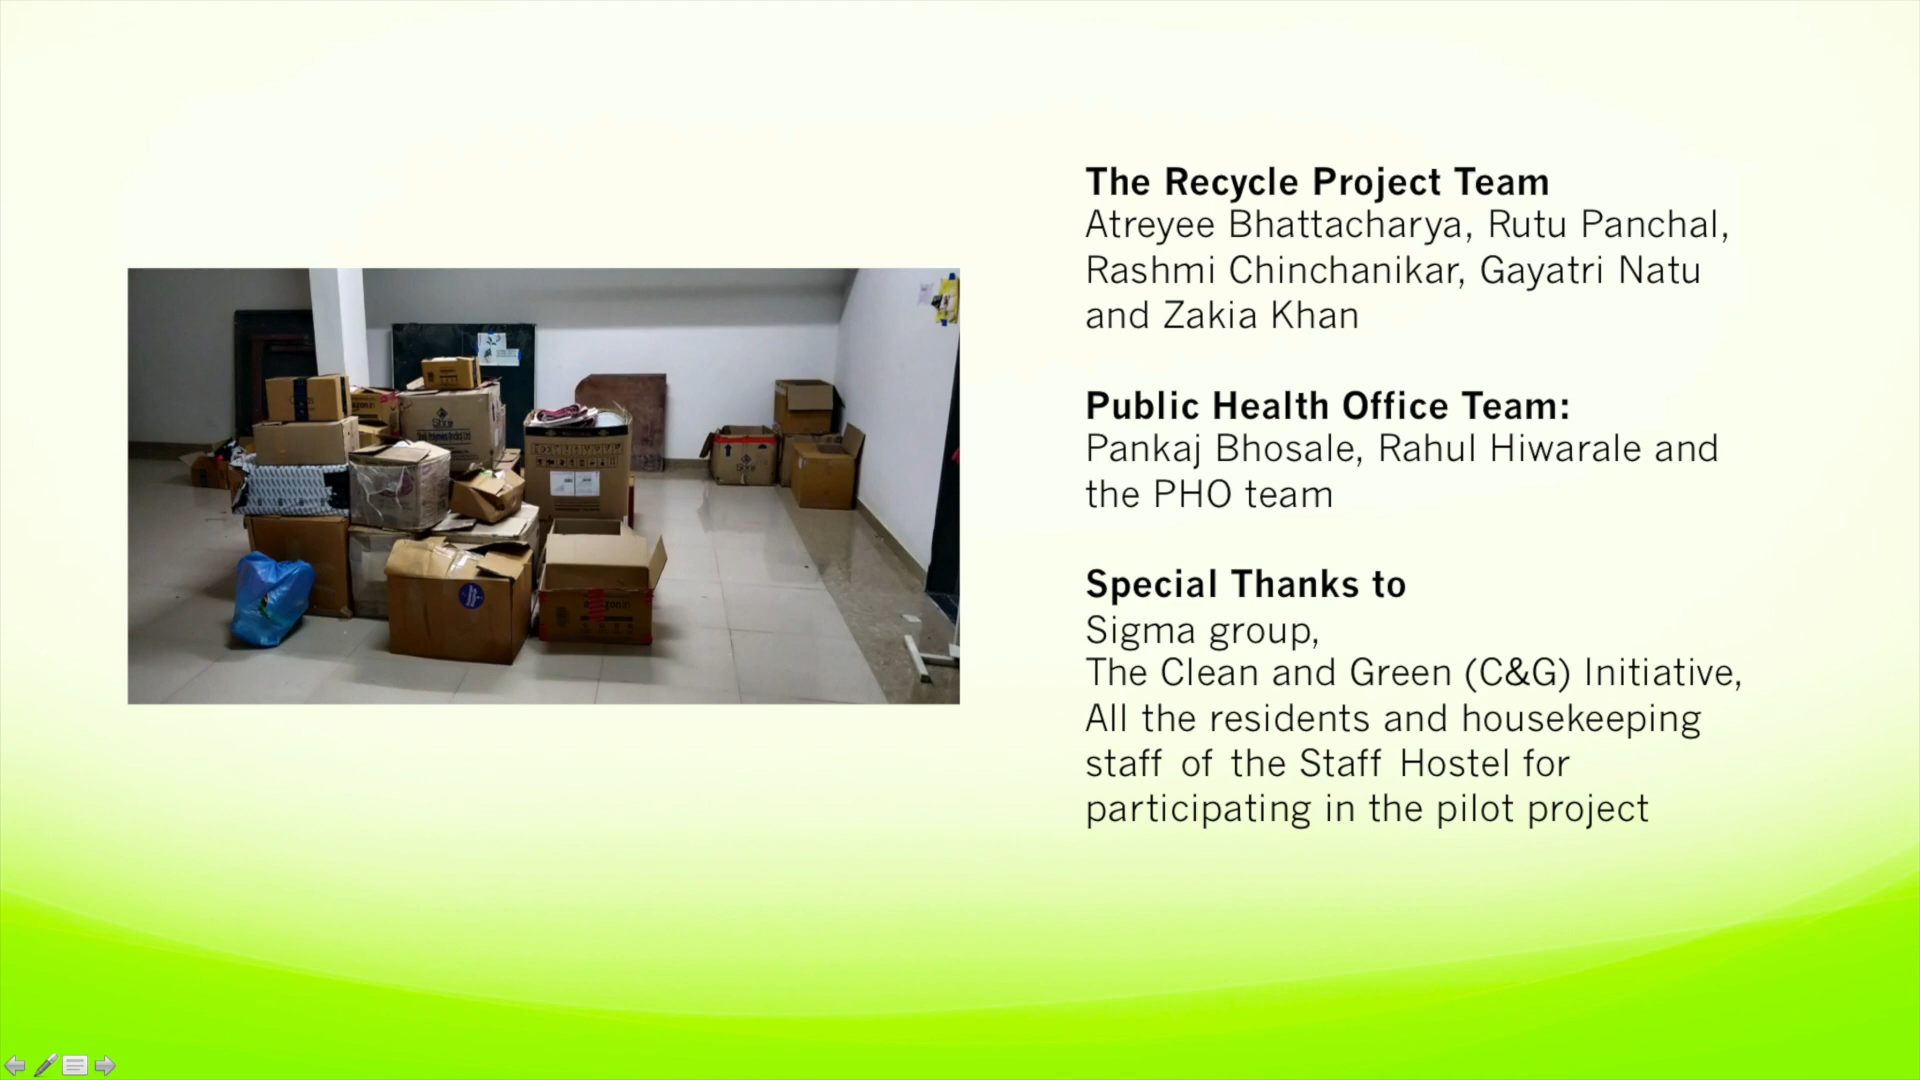 The Recycle Project Team
Atreyee Bhattacharya, Rutu Panchal,
Rashmi Chinchanikar, Gayatri Natu
and Zakia Khan
Public Health Office Team:
Pankaj Bhosale, Rahul Hiwarale and
the PHO team
Special Thanks to
Sigma group,
The Clean and Green (C&G) Initiative,
All the residents and housekeeping
staff of the Staff Hostel for
participating in the pilot project